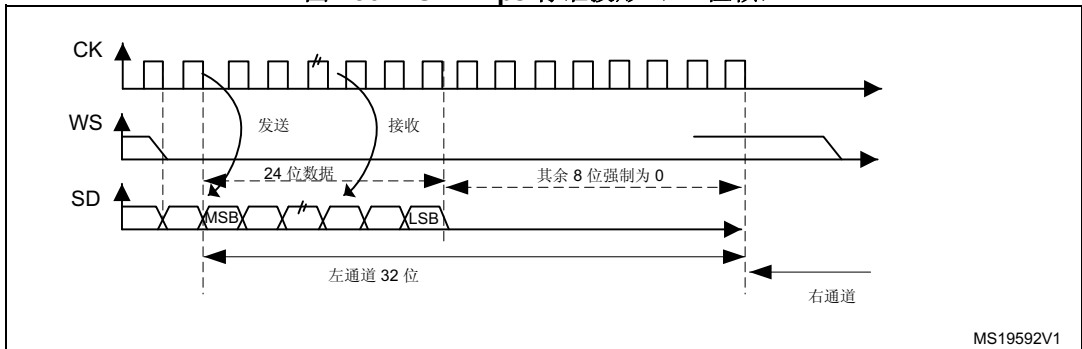 CK
WS
发送
接收
24 位数据
其余 8 位强制为 0
SD
MSB
LSB
左通道 32 位
右通道
MS19592V1